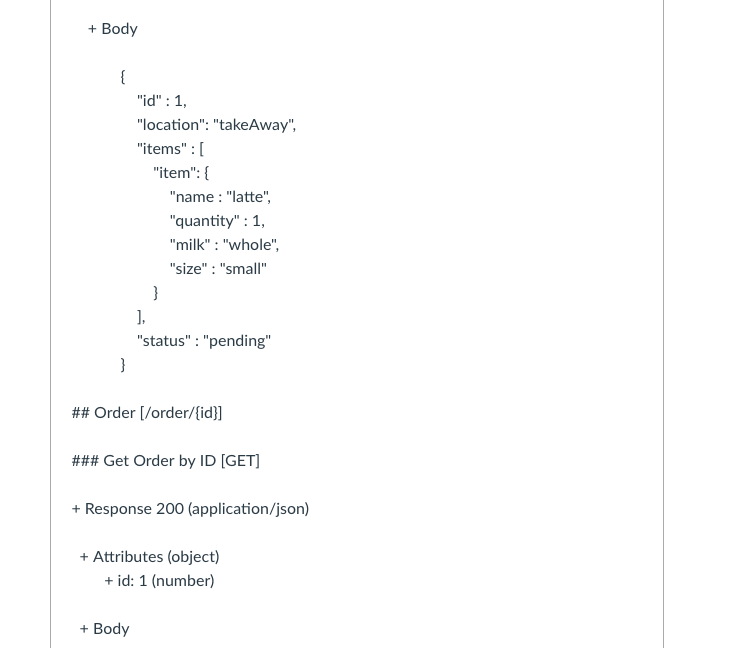 + Body
{
"id" : 1,
"location": "takeAway",
"items" : [
"item": {
"name : "latte",
"quantity" : 1,
"milk" : "whole",
"size" : "small"
}
],
"status" : "pending"
}
## Order [/order/{id}]
### Get Order by ID [GET]
+ Response 200 (application/json)
+ Attributes (object)
+ id: 1 (number)
+ Body